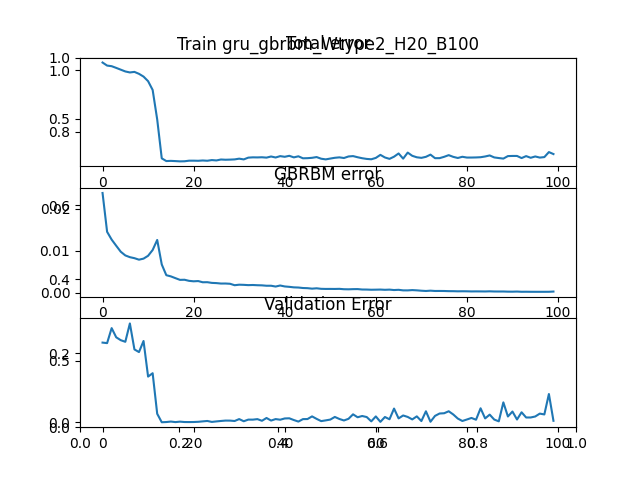 Train gru_gbrbm_Wtype2_H20_B100
Total error
1.0
1.0
0.5
0.8
0 20 40 60 80 100
GBRBM error
0.6
0.02
0.01
0.4
0.00
0 20 40 60 80 100
Validation Error
0.2
0.5
0.0
0.0
0.0 0 0.2 20 0.4 40 0.6 60 80 0.8 100 1.0